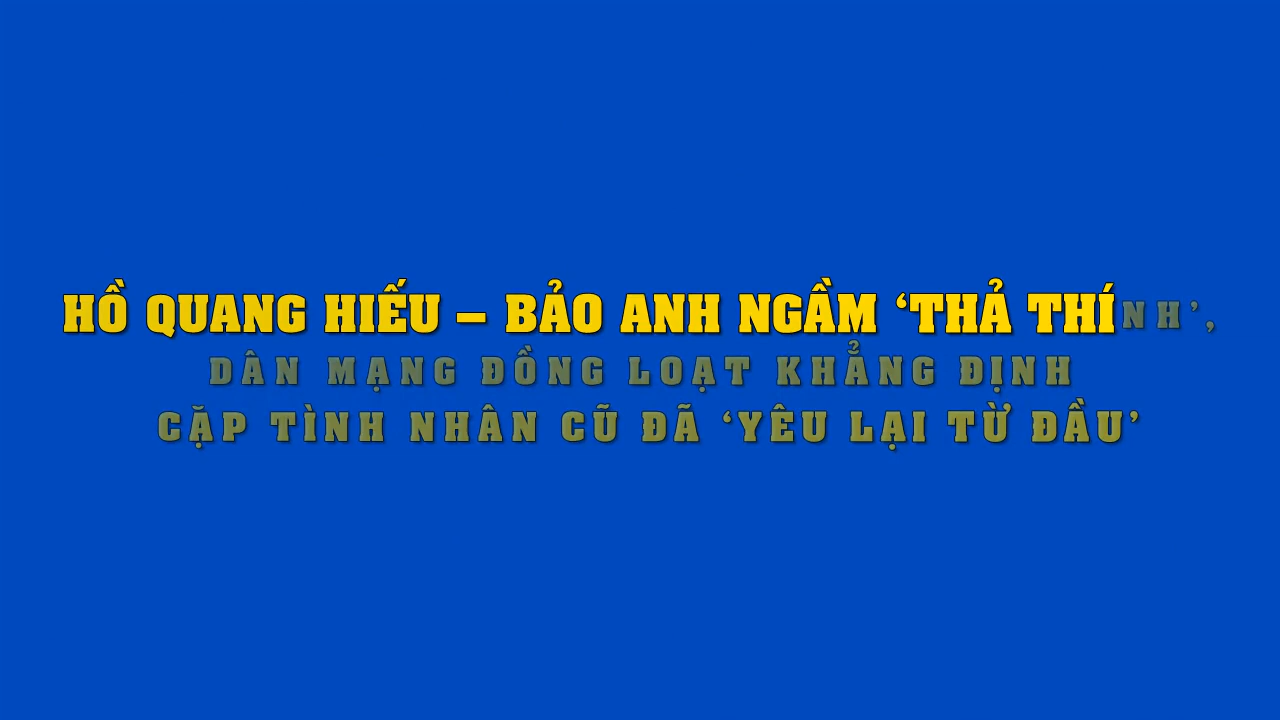 HỒ QUANG HIẾU – BẢO ANH NGẦM ‘THẢ THÍNH’,
DÂN MẠNG ĐỒNG LOẠT KHẲNG ĐỊNH
CẶP TÌNH NHÂN CŨ ĐÃ ‘YÊU LẠI TỪ ĐẦU’